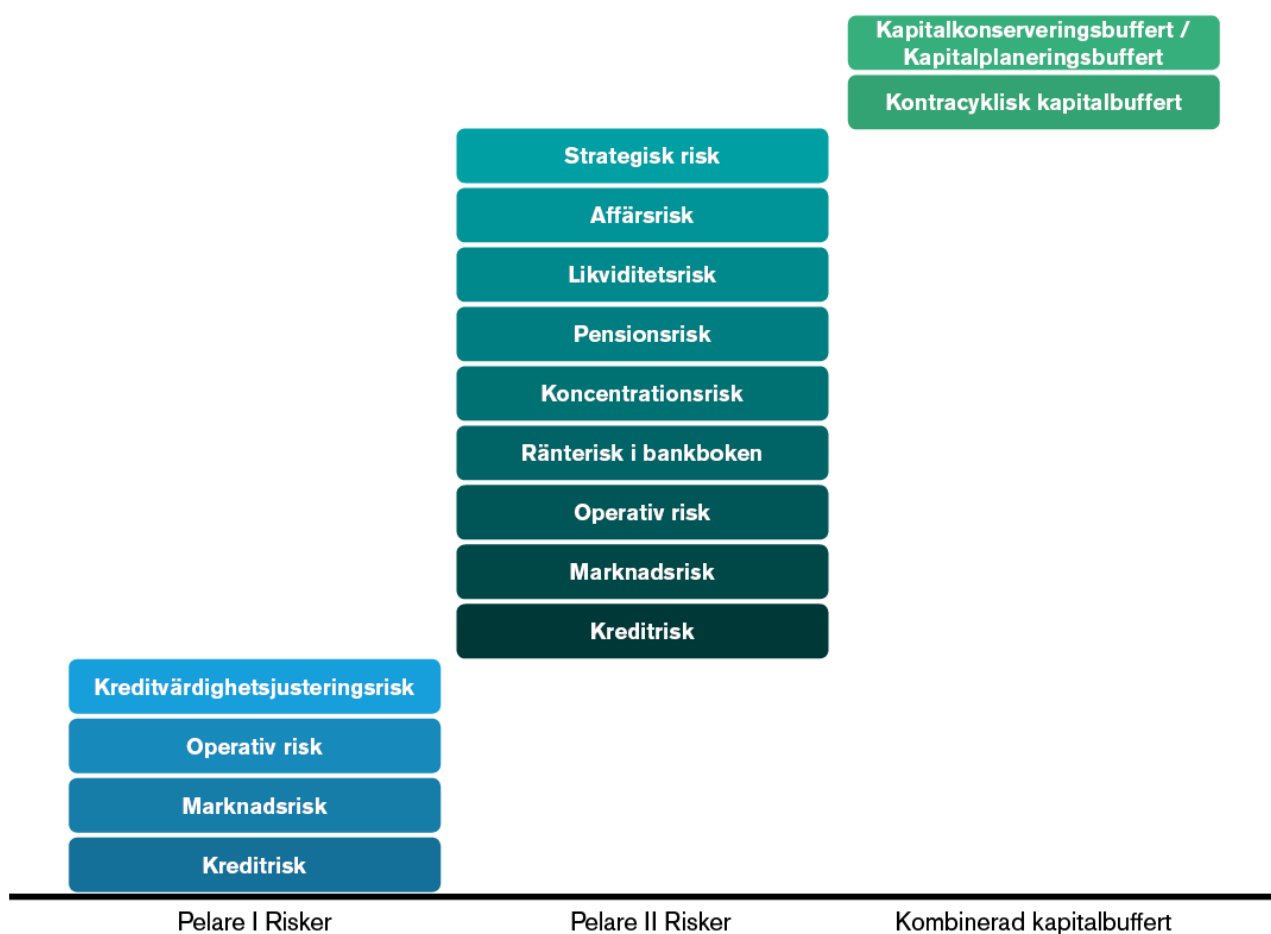 Kapitalkonserveringsbuffert /
Kapitalplaneringsbuffert
Kontracyklisk kapitalbuffert
Strategisk risk
Affärsrisk
Likviditetsrisk
Pensionsrisk
Koncentrationsrisk
Ränterisk i bankboken
Operativ risk
Marknadsrisk
Kreditrisk
Kreditvärdighetsjusteringsrisk
Operativ risk
Marknadsrisk
Kreditrisk
Pelare I Risker
Pelare II Risker
Kombinerad kapitalbuffert